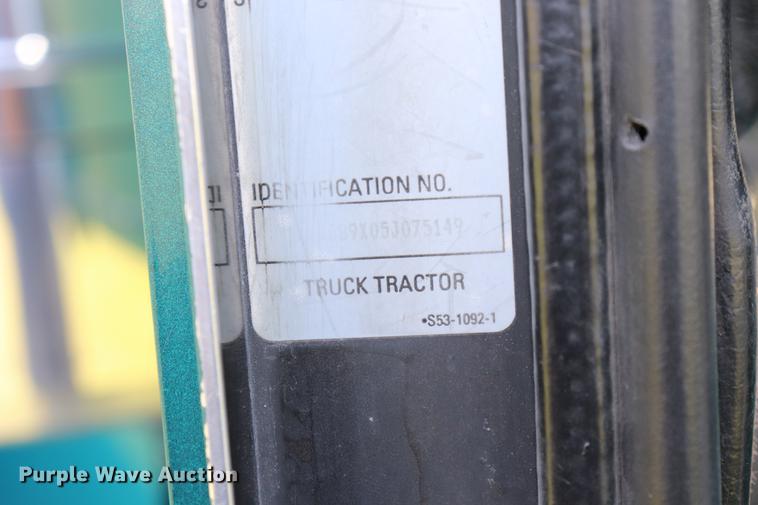 IDENTIFICATION NO.
9X05J075149
TRUCK TRACTOR
•S53-1092-1
Purple Wave Auction